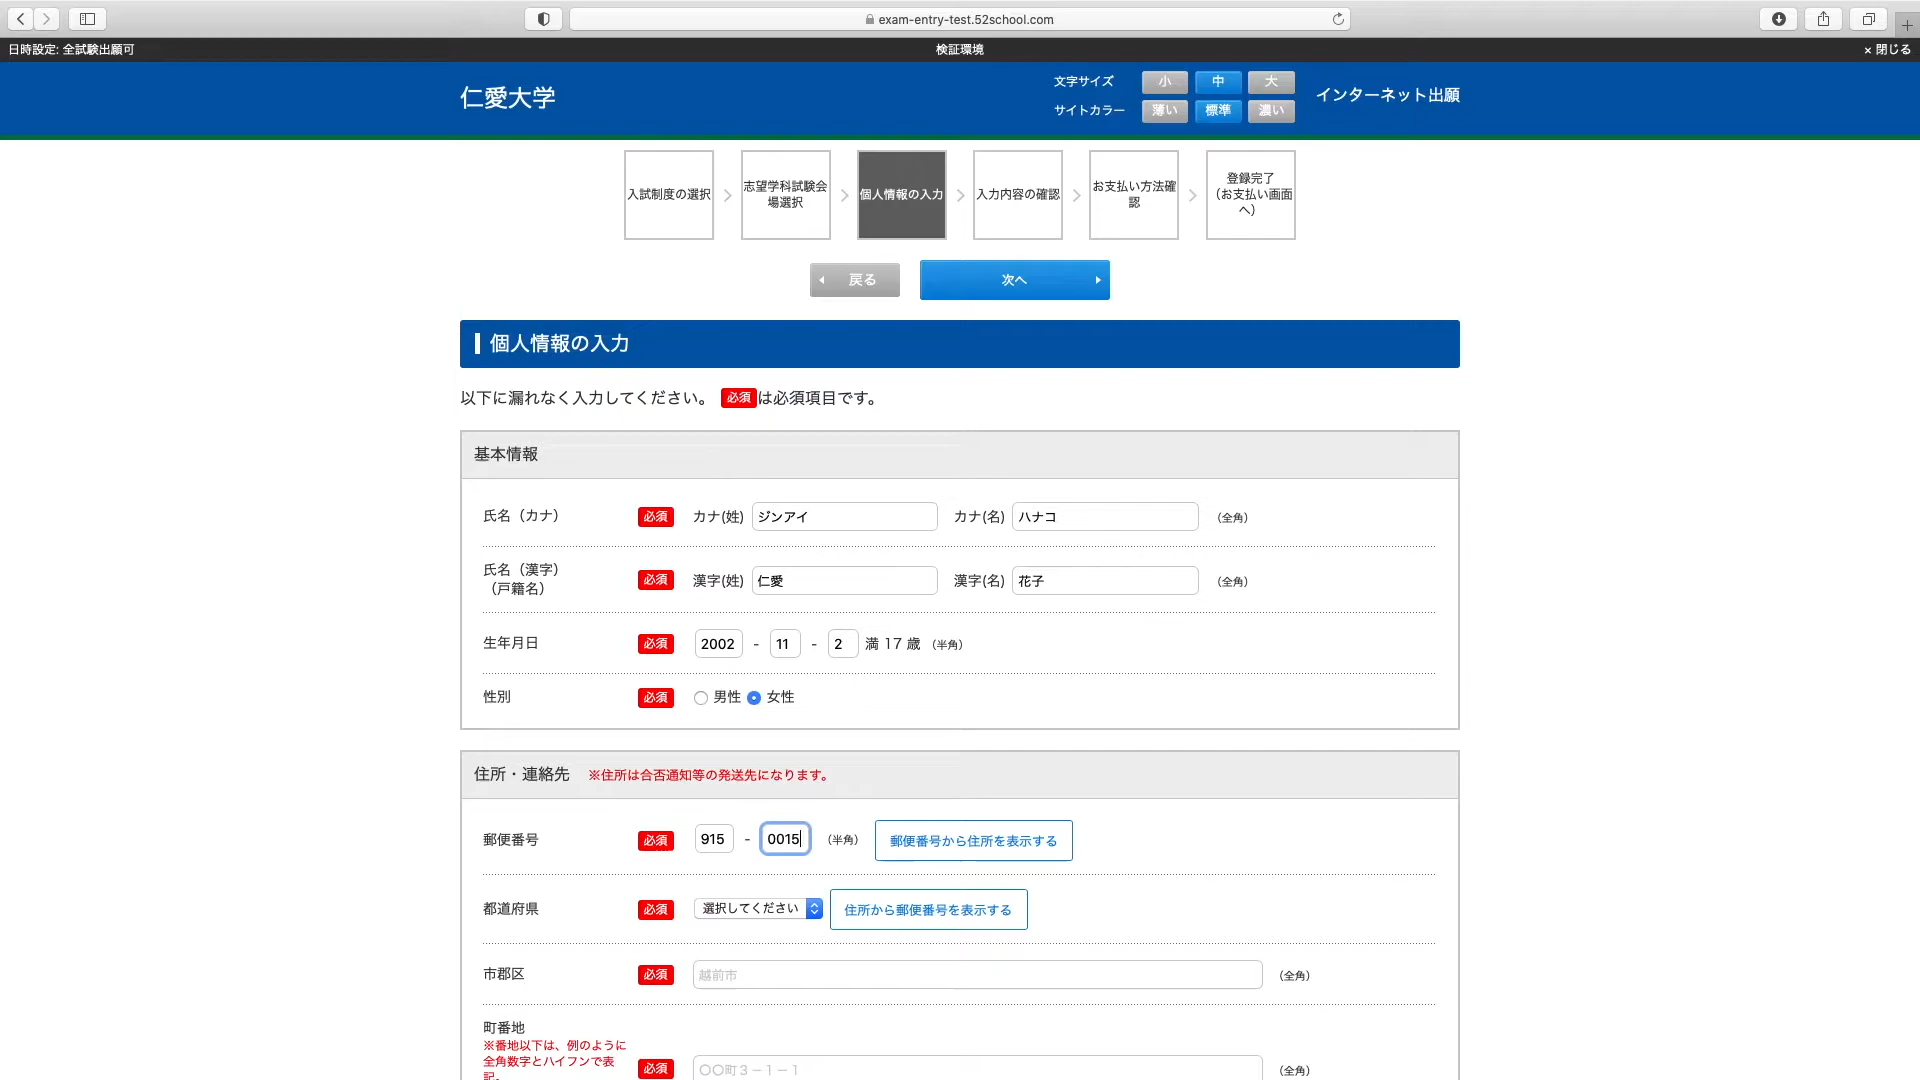 exam-entry-test.52school.com
日時設定: 全試験出願可
検証環境
× 閉じる
仁愛大学
文字サイズ 小 中 大
サイトカラー 薄い 標準 濃い
インターネット出願
入試制度の選択
志望学科試験会
場選択
個人情報の入力
入力内容の確認
お支払い方法確
認
登録完了
（お支払い画面
へ）
戻る
次へ
個人情報の入力
以下に漏れなく入力してください。 必須 は必須項目です。
基本情報
氏名（カナ） 必須 カナ(姓) ジンアイ カナ(名) ハナコ （全角）
氏名（漢字）
（戸籍名）
必須 漢字(姓) 仁愛 漢字(名) 花子 （全角）
生年月日 必須 2002 - 11 - 2 満 17 歳 （半角）
性別 必須 男性 女性
住所・連絡先 ※住所は合否通知等の発送先になります。
郵便番号 必須 915 - 0015 （半角） 郵便番号から住所を表示する
都道府県 必須 選択してください 住所から郵便番号を表示する
市郡区 必須 越前市 （全角）
町番地
※番地以下は、例のように
全角数字とハイフンで表
記。
必須 〇〇町３－１－１ （全角）